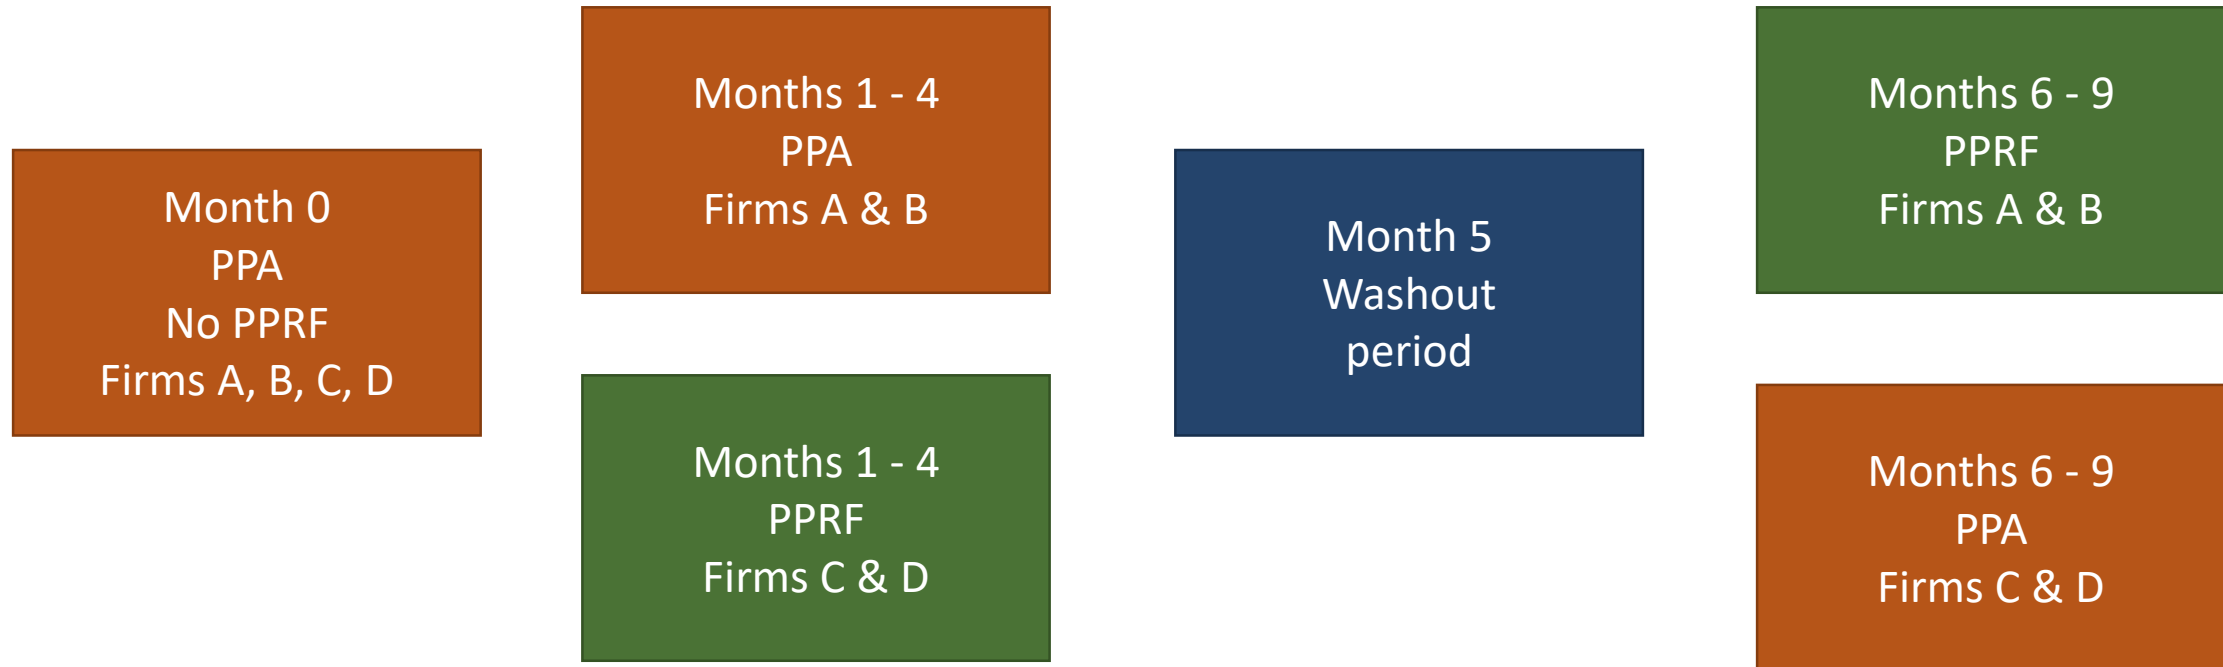 Month 0
PPA
No PPRF
Firms A, B, C, D
Months 1 - 4
PPA
Firms A & B
Months 1 - 4
PPRF
Firms C & D
Month 5
Washout
period
Months 6 - 9
PPRF
Firms A & B
Months 6 - 9
PPA
Firms C & D